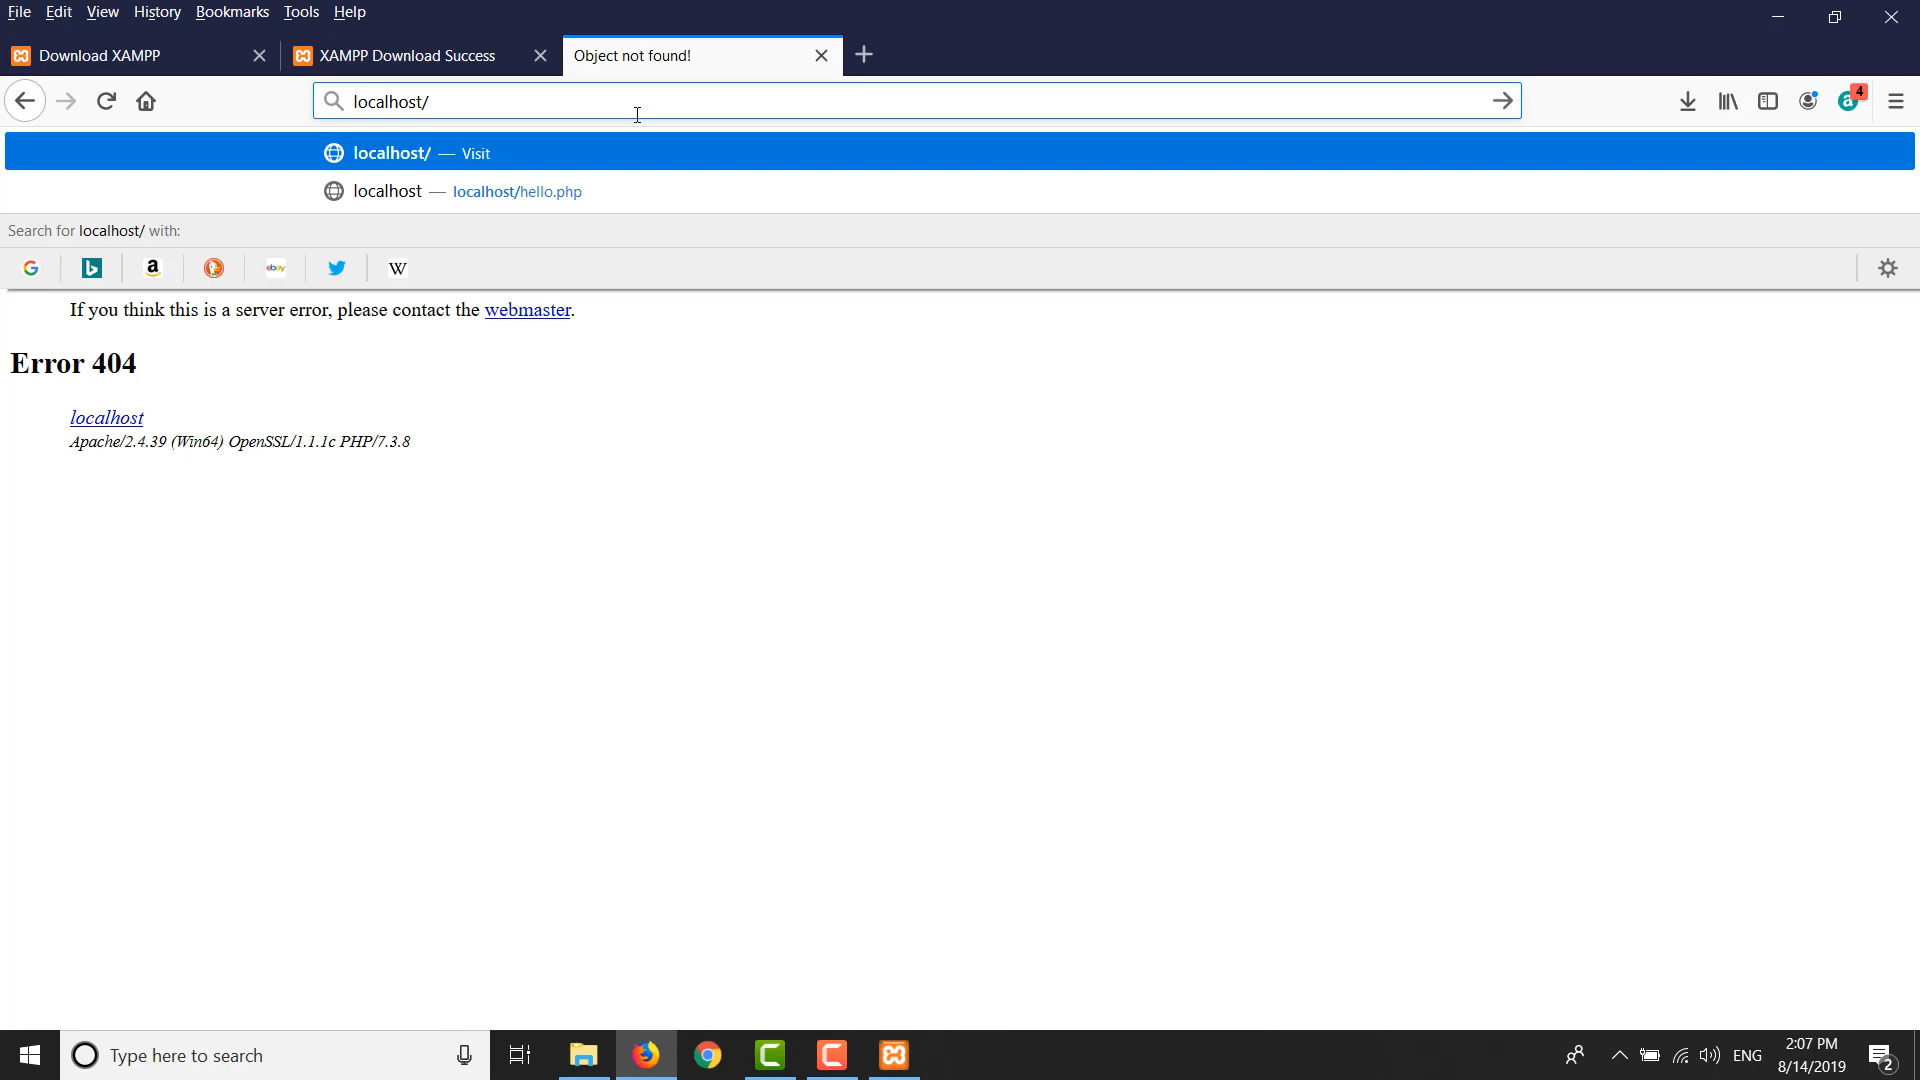 File Edit View History Bookmarks Tools Help
Download XAMPP
XAMPP Download Success
Object not found!
localhost/
4
localhost/ — Visit
localhost — localhost/hello.php
Search for localhost/ with:
ebay
W
If you think this is a server error, please contact the webmaster.
Error 404
localhost
Apache/2.4.39 (Win64) OpenSSL/1.1.1c PHP/7.3.8
Type here to search
ENG
2:07 PM
8/14/2019
2